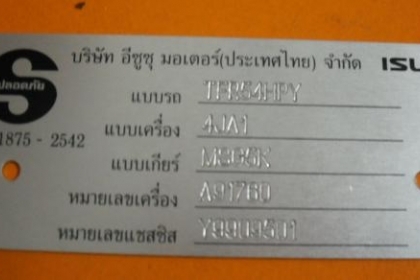 บริษัท อีซูซุ มอเตอร์(ประเทศไทย) จำกัด ISU
ปลอดภัย
S
1875 - 2542
แบบรถ TFR54HPY
แบบเครื่อง 4JA1
แบบเกียร์
หมายเลขเครื่อง A91760
หมายเลขแชสซิส Y9909501